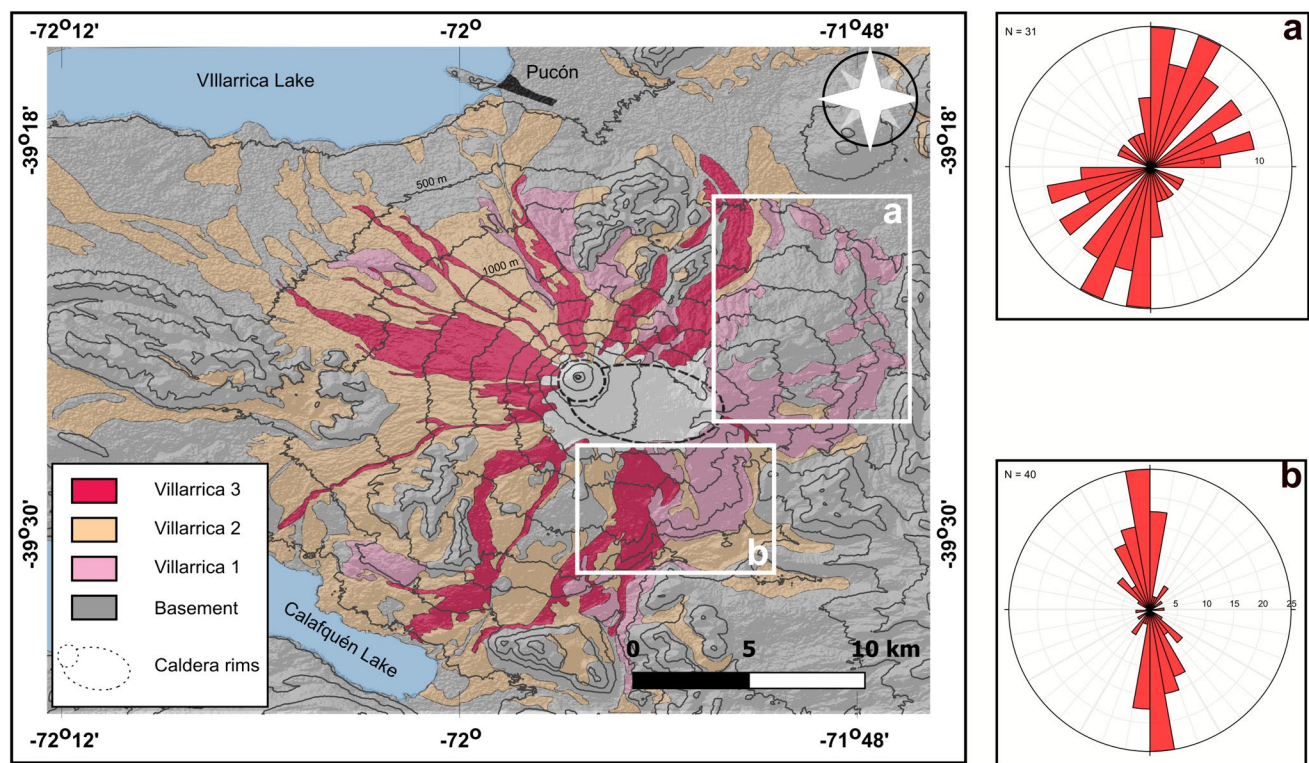 -72°12'
-72°
-71°48'
VIllarrica Lake
Pucón
-39°18'
-39°18'
500 m
1000 m
a
-39°30'
-39°30'
b
Villarrica 3
Villarrica 2
Villarrica 1
Basement
Caldera rims
Calafquén Lake
0 5 10 km
-72°12'
-72°
-71°48'
a
N = 31
5 10
b
N = 40
5 10 15 20 25